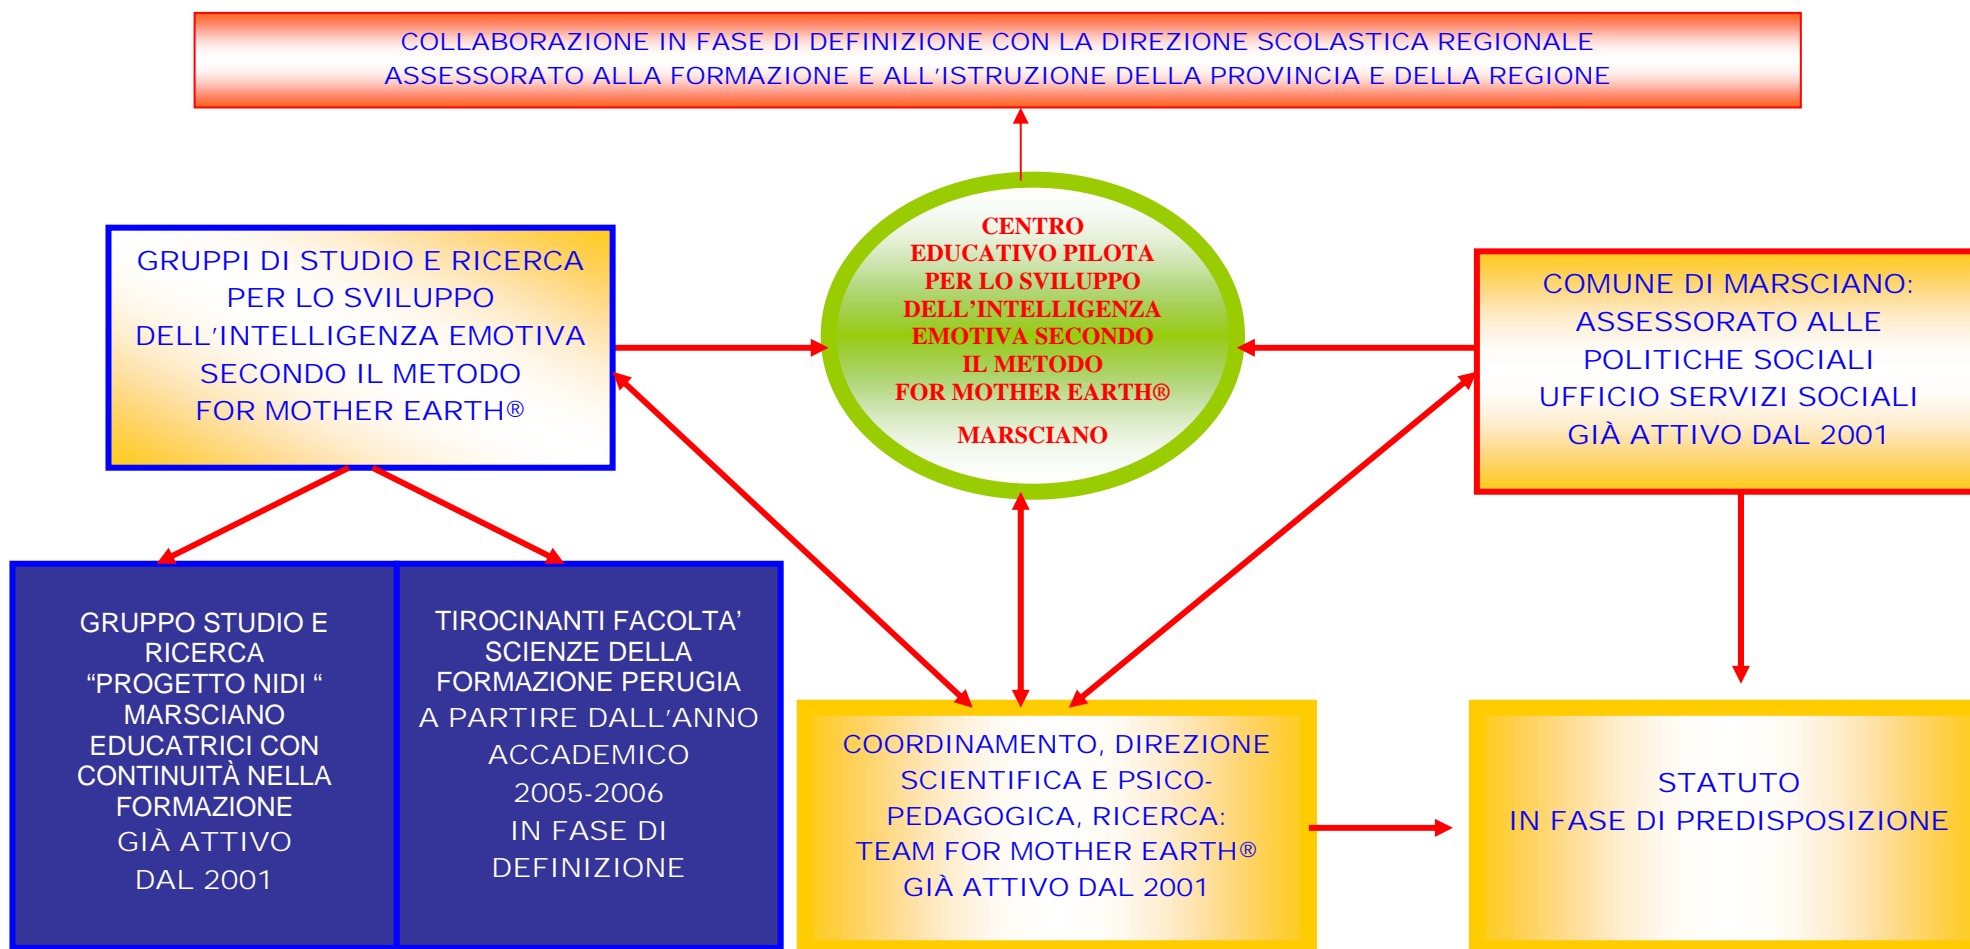 COLLABORAZIONE IN FASE DI DEFINIZIONE CON LA DIREZIONE SCOLASTICA REGIONALE
ASSESSORATO ALLA FORMAZIONE E ALL'ISTRUZIONE DELLA PROVINCIA E DELLA REGIONE
GRUPPI DI STUDIO E RICERCA
PER LO SVILUPPO
DELL'INTELLIGENZA EMOTIVA
SECONDO IL METODO
FOR MOTHER EARTH®
CENTRO
EDUCATIVO PILOTA
PER LO SVILUPPO
DELL’INTELLIGENZA
EMOTIVA SECONDO
IL METODO
FOR MOTHER EARTH®
MARSCIANO
COMUNE DI MARSCIANO:
ASSESSORATO ALLE
POLITICHE SOCIALI
UFFICIO SERVIZI SOCIALI
GIÀ ATTIVO DAL 2001
GRUPPO STUDIO E
RICERCA
“PROGETTO NIDI “
MARSCIANO
EDUCATRICI CON
CONTINUITÀ NELLA
FORMAZIONE
GIÀ ATTIVO
DAL 2001
TIROCINANTI FACOLTA’
SCIENZE DELLA
FORMAZIONE PERUGIA
A PARTIRE DALL'ANNO
ACCADEMICO
2005-2006
IN FASE DI
DEFINIZIONE
COORDINAMENTO, DIREZIONE
SCIENTIFICA E PSICO-
PEDAGOGICA, RICERCA:
TEAM FOR MOTHER EARTH®
GIÀ ATTIVO DAL 2001
STATUTO
IN FASE DI PREDISPOSIZIONE